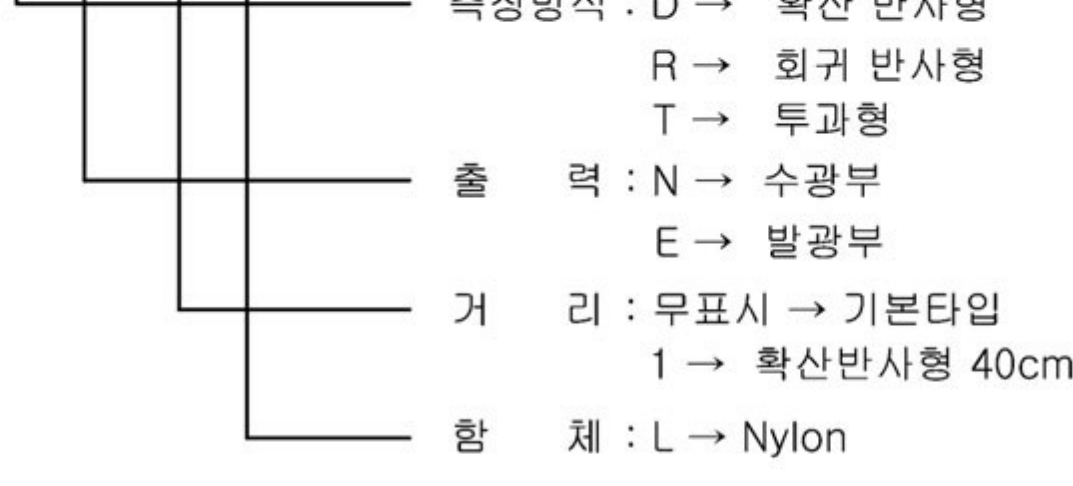 측정방식 : D → 확산 반사형
R → 회귀 반사형
T → 투과형
출 력 : N → 수광부
E → 발광부
거 리 : 무표시 → 기본타입
1 → 확산반사형 40cm
함 체 : L → Nylon